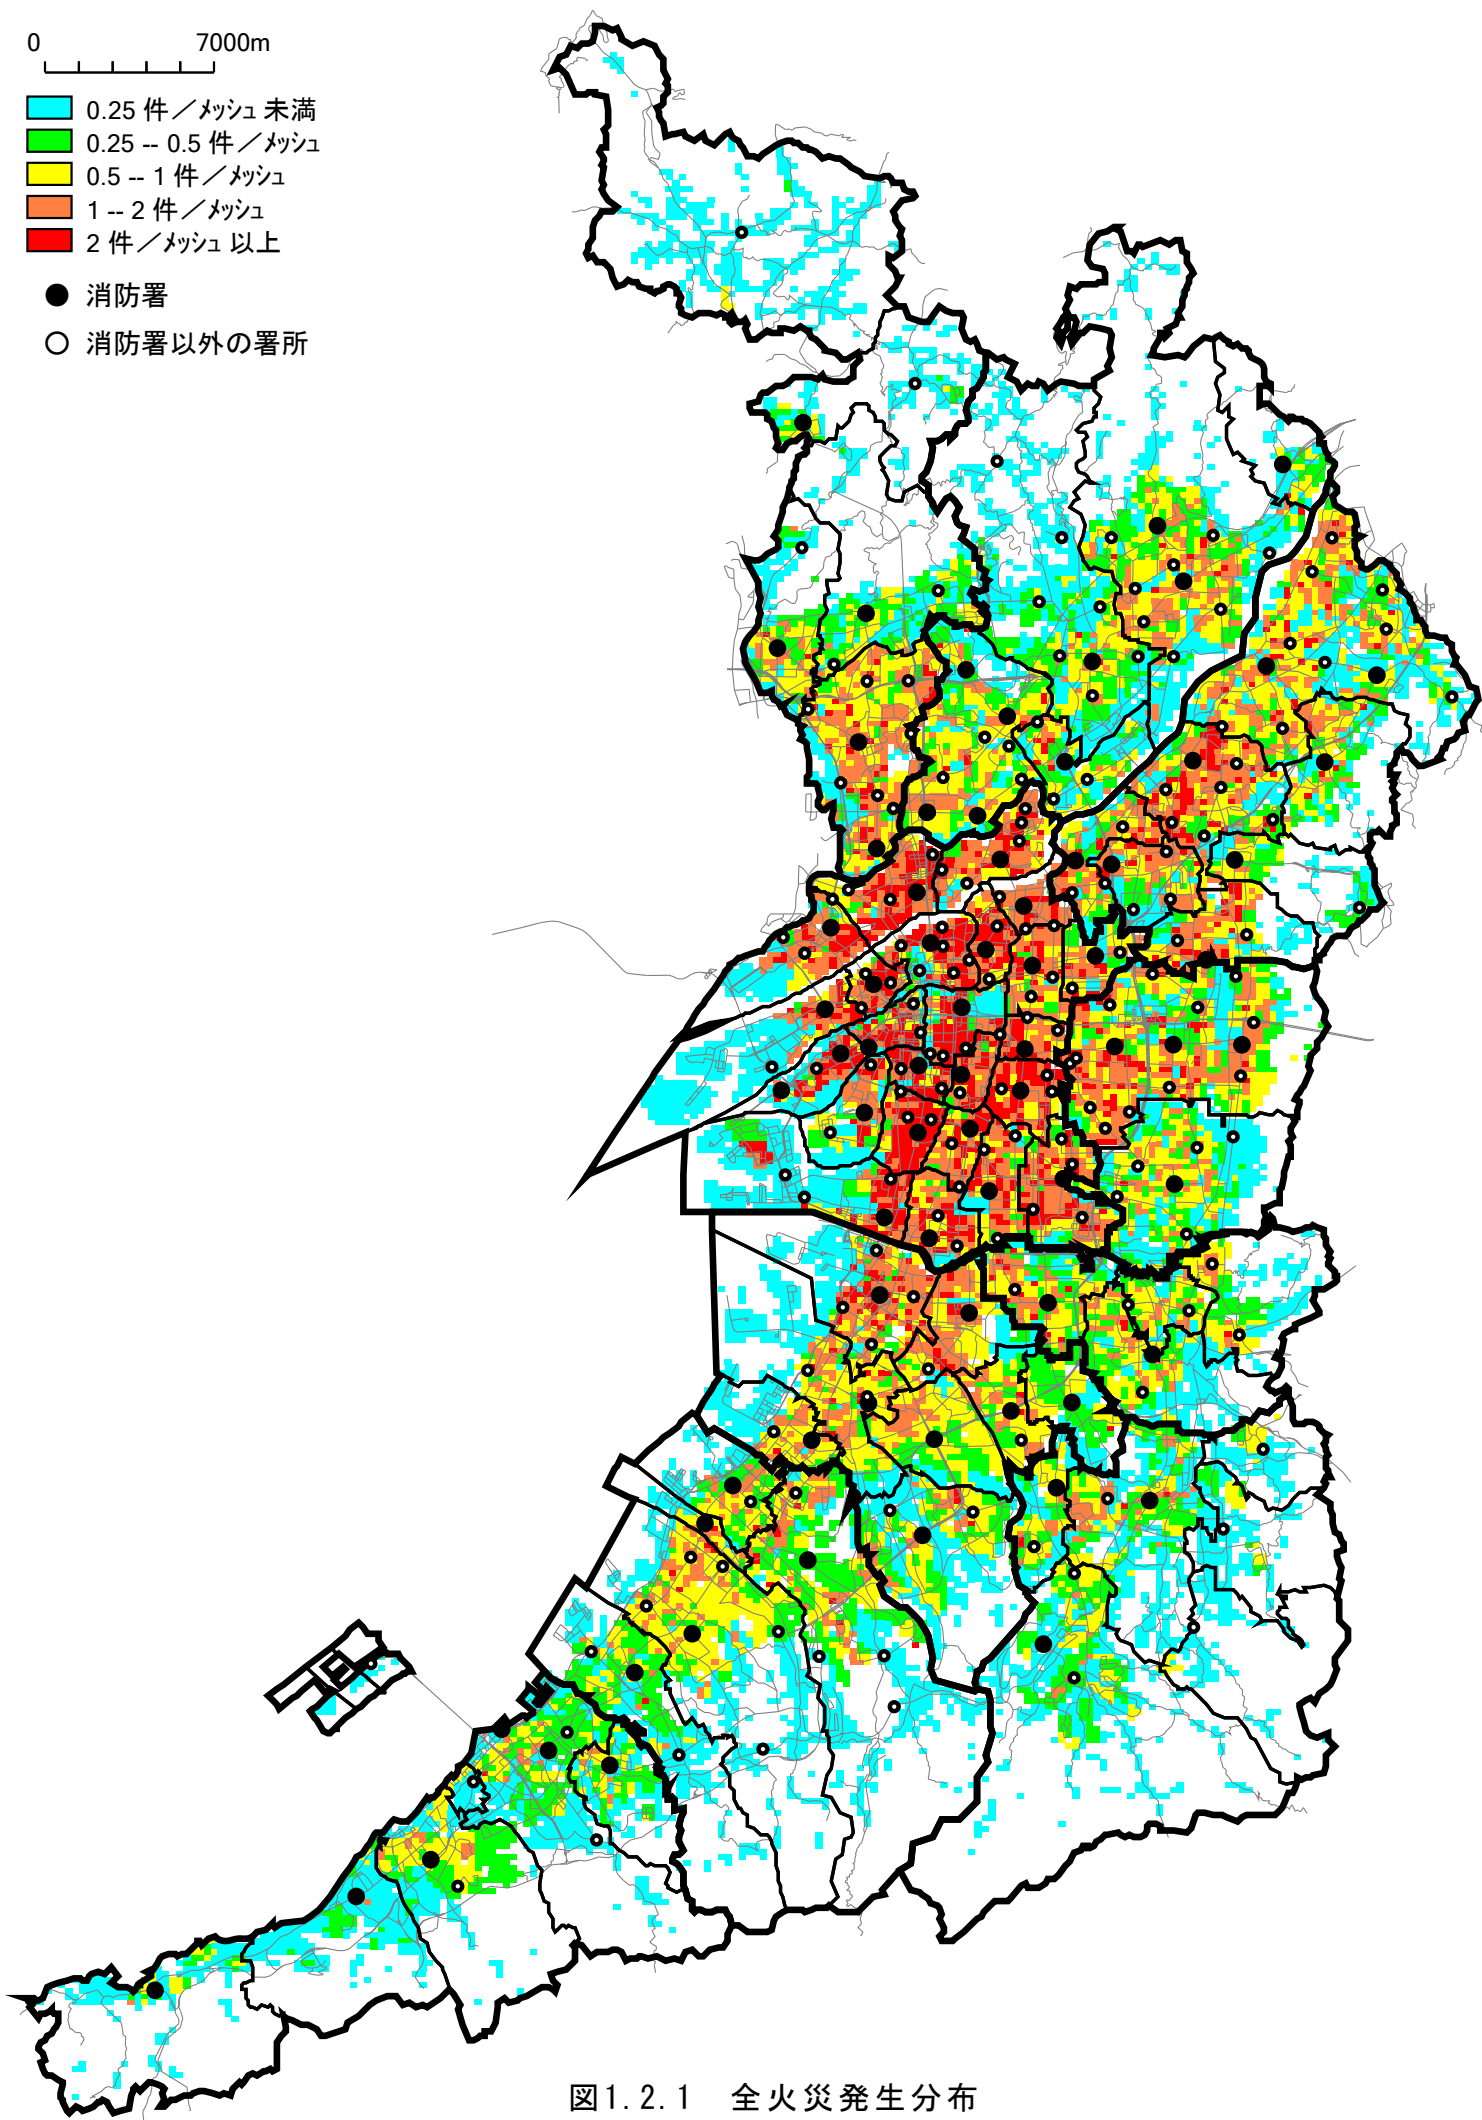 0 7000m
0.25 件／メッシュ 未満
0.25 -- 0.5 件／メッシュ
0.5 -- 1 件／メッシュ
1 -- 2 件／メッシュ
2 件／メッシュ 以上
消防署
消防署以外の署所
図1.2.1 全火災発生分布